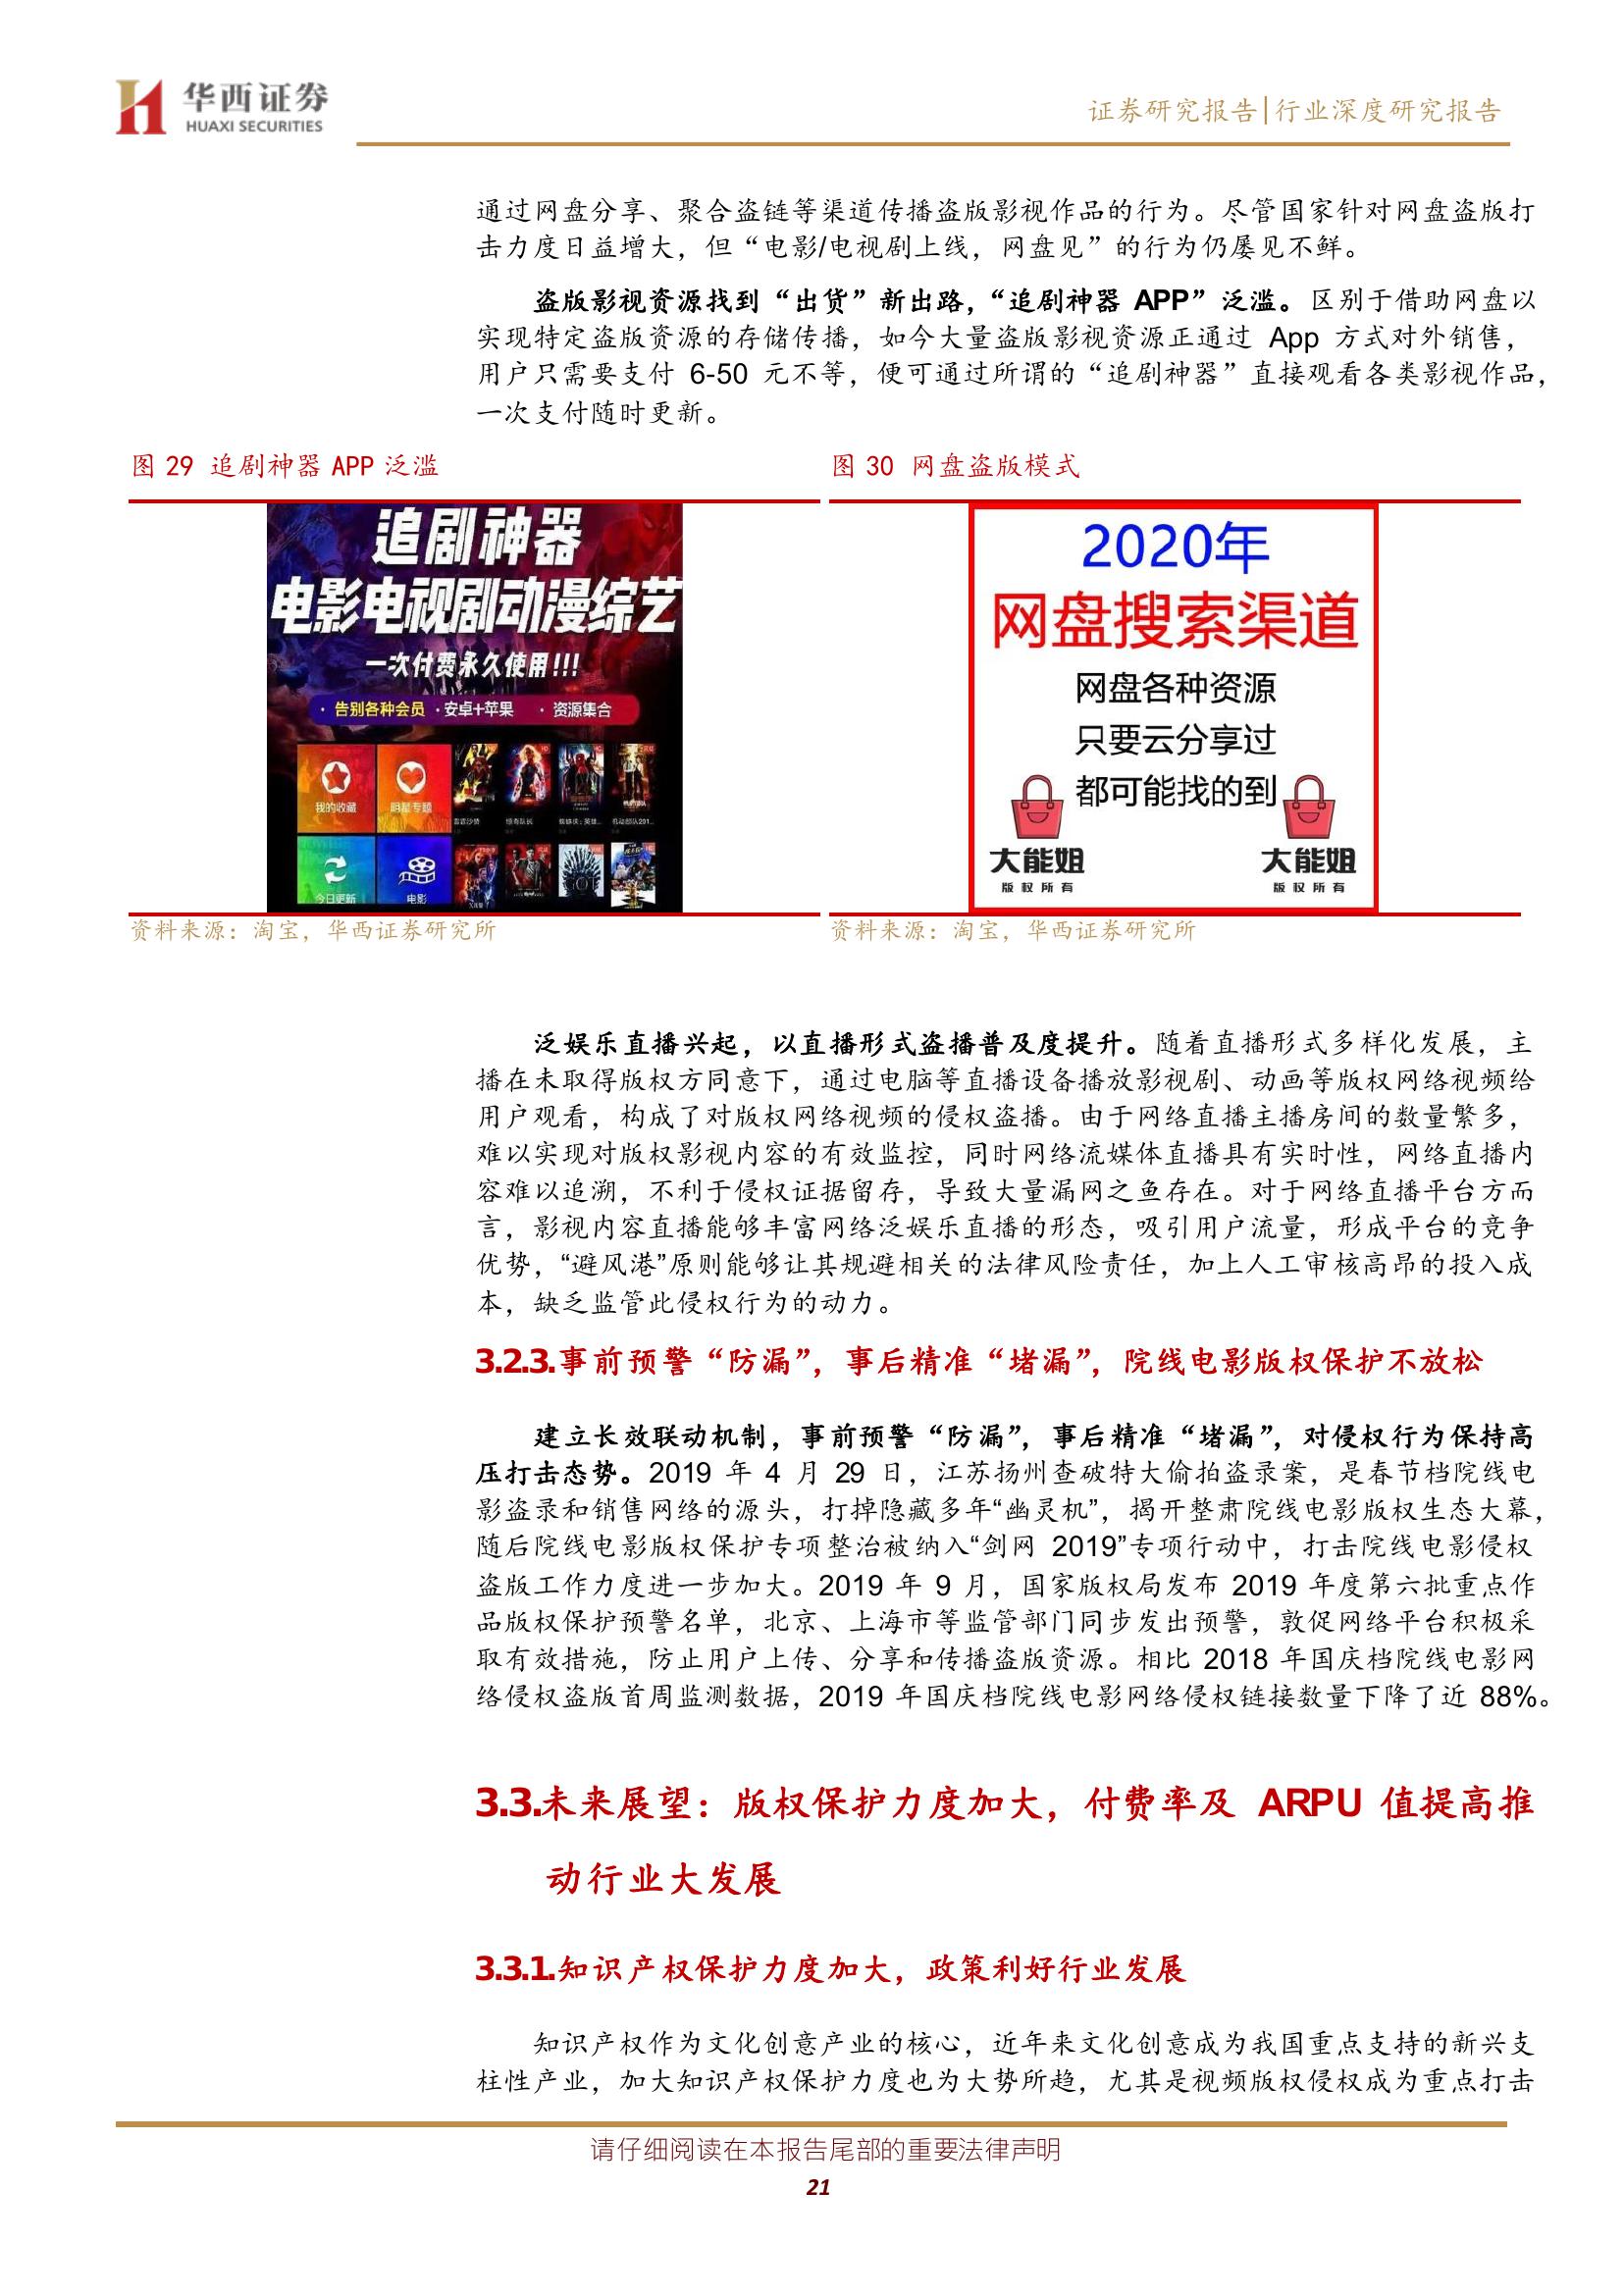 华西证券
HUAXI SECURITIES
证券研究报告|行业深度研究报告
通过网盘分享、聚合盗链等渠道传播盗版影视作品的行为。尽管国家针对网盘盗版打
击力度日益增大，但“电影/电视剧上线，网盘见”的行为仍屡见不鲜。
盗版影视资源找到“出货”新出路，“追剧神器 APP”泛滥。区别于借助网盘以
实现特定盗版资源的存储传播，如今大量盗版影视资源正通过 App 方式对外销售，
用户只需要支付 6-50 元不等，便可通过所谓的“追剧神器”直接观看各类影视作品，
一次支付随时更新。
图 29 追剧神器 APP 泛滥
追剧神器
电影电视剧动漫综艺
一次付费永久使用!!!
· 告别各种会员 · 安卓+苹果 · 资源集合
我的收藏
明星专题
今日更新
电影
资料来源：淘宝，华西证券研究所
图 30 网盘盗版模式
2020年
网盘搜索渠道
网盘各种资源
只要云分享过
都可能找的到
大能姐
版权所有
大能姐
版权所有
资料来源：淘宝，华西证券研究所
泛娱乐直播兴起，以直播形式盗播普及度提升。随着直播形式多样化发展，主
播在未取得版权方同意下，通过电脑等直播设备播放影视剧、动画等版权网络视频给
用户观看，构成了对版权网络视频的侵权盗播。由于网络直播主播房间的数量繁多，
难以实现对版权影视内容的有效监控，同时网络流媒体直播具有实时性，网络直播内
容难以追溯，不利于侵权证据留存，导致大量漏网之鱼存在。对于网络直播平台方而
言，影视内容直播能够丰富网络泛娱乐直播的形态，吸引用户流量，形成平台的竞争
优势，“避风港”原则能够让其规避相关的法律风险责任，加上人工审核高昂的投入成
本，缺乏监管此侵权行为的动力。
3.2.3.事前预警“防漏”，事后精准“堵漏”，院线电影版权保护不放松
建立长效联动机制，事前预警“防漏”，事后精准“堵漏”，对侵权行为保持高
压打击态势。2019 年 4 月 29 日，江苏扬州查破特大偷拍盗录案，是春节档院线电
影盗录和销售网络的源头，打掉隐藏多年“幽灵机”，揭开整肃院线电影版权生态大幕，
随后院线电影版权保护专项整治被纳入“剑网 2019”专项行动中，打击院线电影侵权
盗版工作力度进一步加大。2019 年 9 月，国家版权局发布 2019 年度第六批重点作
品版权保护预警名单，北京、上海市等监管部门同步发出预警，敦促网络平台积极采
取有效措施，防止用户上传、分享和传播盗版资源。相比 2018 年国庆档院线电影网
络侵权盗版首周监测数据，2019 年国庆档院线电影网络侵权链接数量下降了近 88%。
3.3.未来展望：版权保护力度加大，付费率及 ARPU 值提高推
动行业大发展
3.3.1.知识产权保护力度加大，政策利好行业发展
知识产权作为文化创意产业的核心，近年来文化创意成为我国重点支持的新兴支
柱性产业，加大知识产权保护力度也为大势所趋，尤其是视频版权侵权成为重点打击
请仔细阅读在本报告尾部的重要法律声明
21